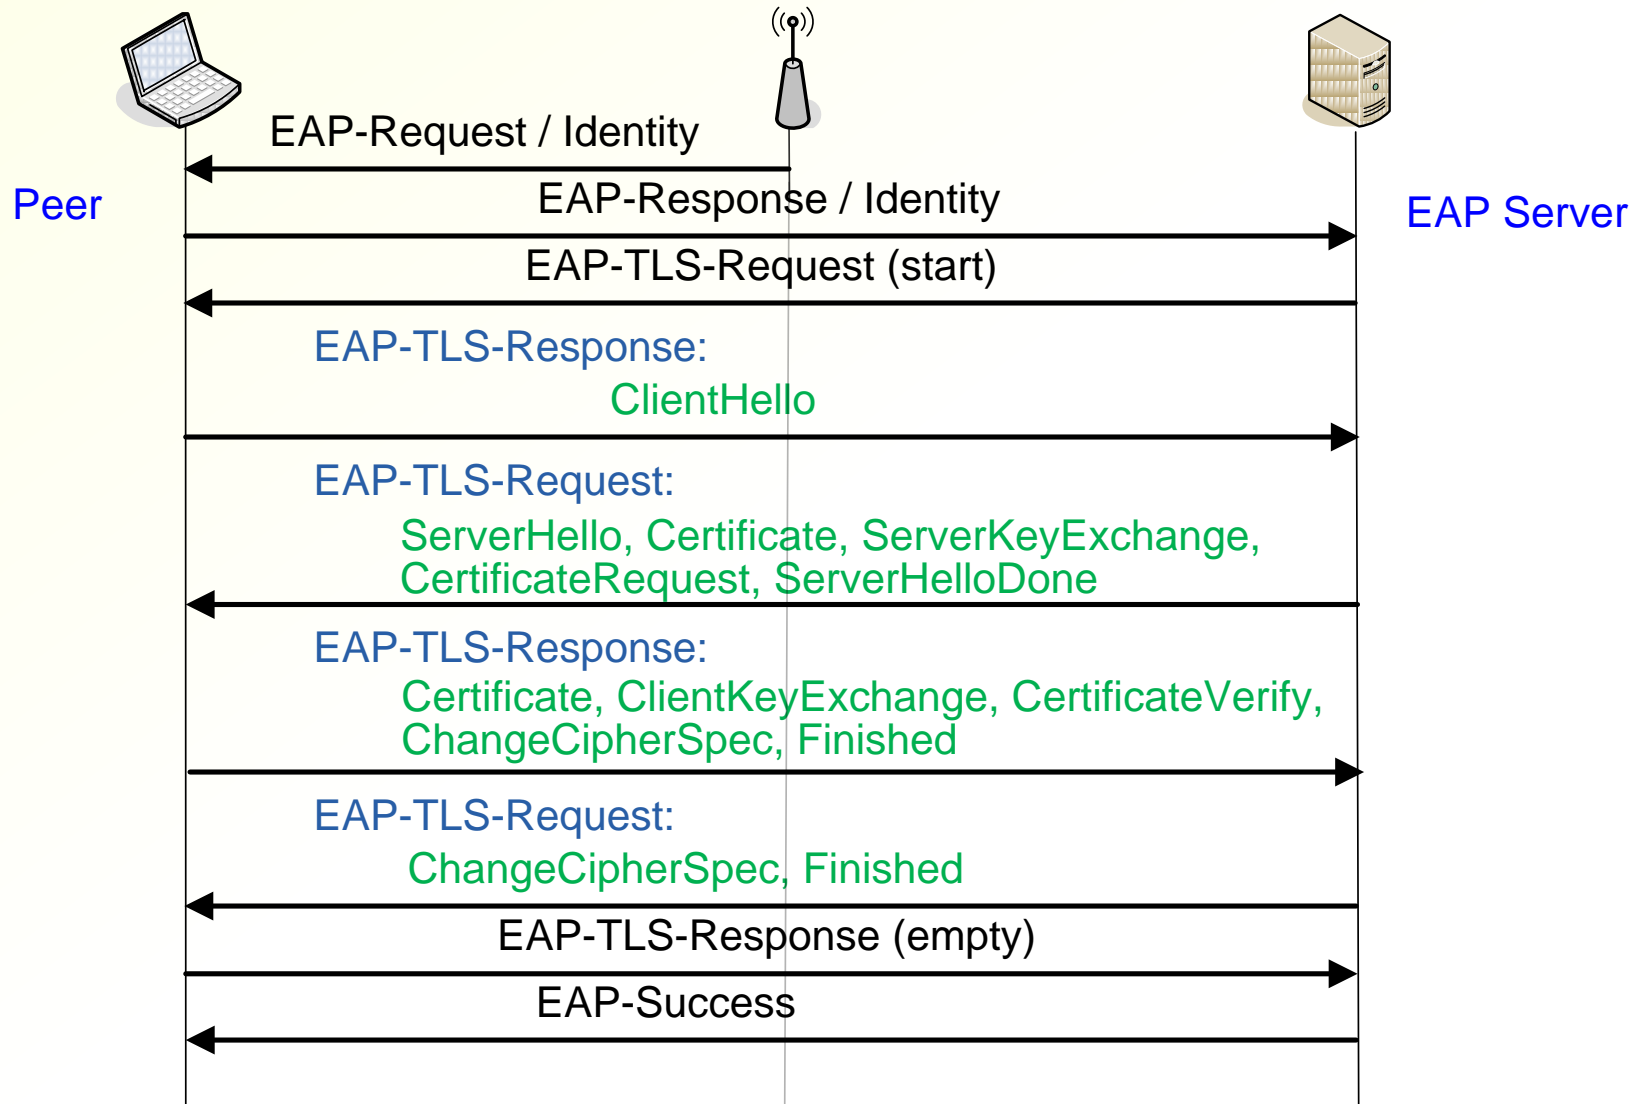 EAP-Request / Identity
Peer
EAP-Response / Identity
EAP Server
EAP-TLS-Request (start)
EAP-TLS-Response:
ClientHello
EAP-TLS-Request:
ServerHello, Certificate, ServerKeyExchange,
CertificateRequest, ServerHelloDone
EAP-TLS-Response:
Certificate, ClientKeyExchange, CertificateVerify,
ChangeCipherSpec, Finished
EAP-TLS-Request:
ChangeCipherSpec, Finished
EAP-TLS-Response (empty)
EAP-Success